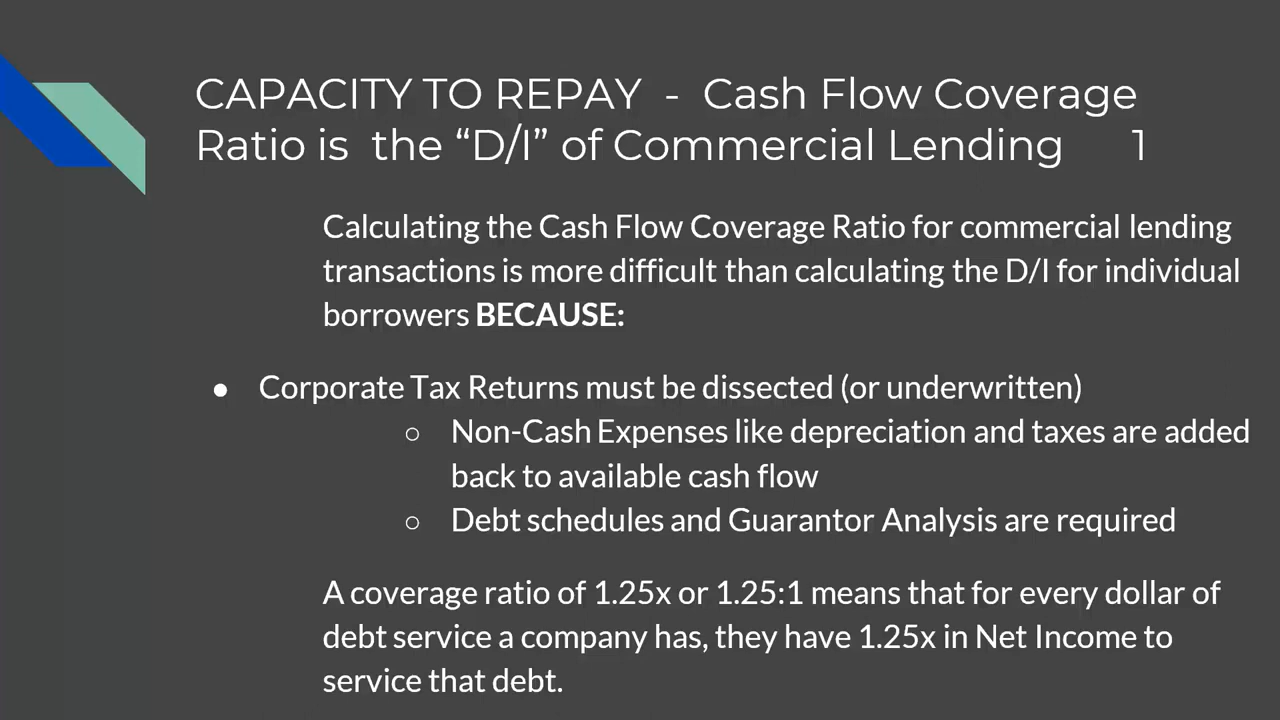 CAPACITY TO REPAY - Cash Flow Coverage
Ratio is the “D/I” of Commercial Lending 1
Calculating the Cash Flow Coverage Ratio for commercial lending
transactions is more difficult than calculating the D/I for individual
borrowers BECAUSE:
● Corporate Tax Returns must be dissected (or underwritten)
○ Non-Cash Expenses like depreciation and taxes are added
back to available cash flow
○ Debt schedules and Guarantor Analysis are required
A coverage ratio of 1.25x or 1.25:1 means that for every dollar of
debt service a company has, they have 1.25x in Net Income to
service that debt.